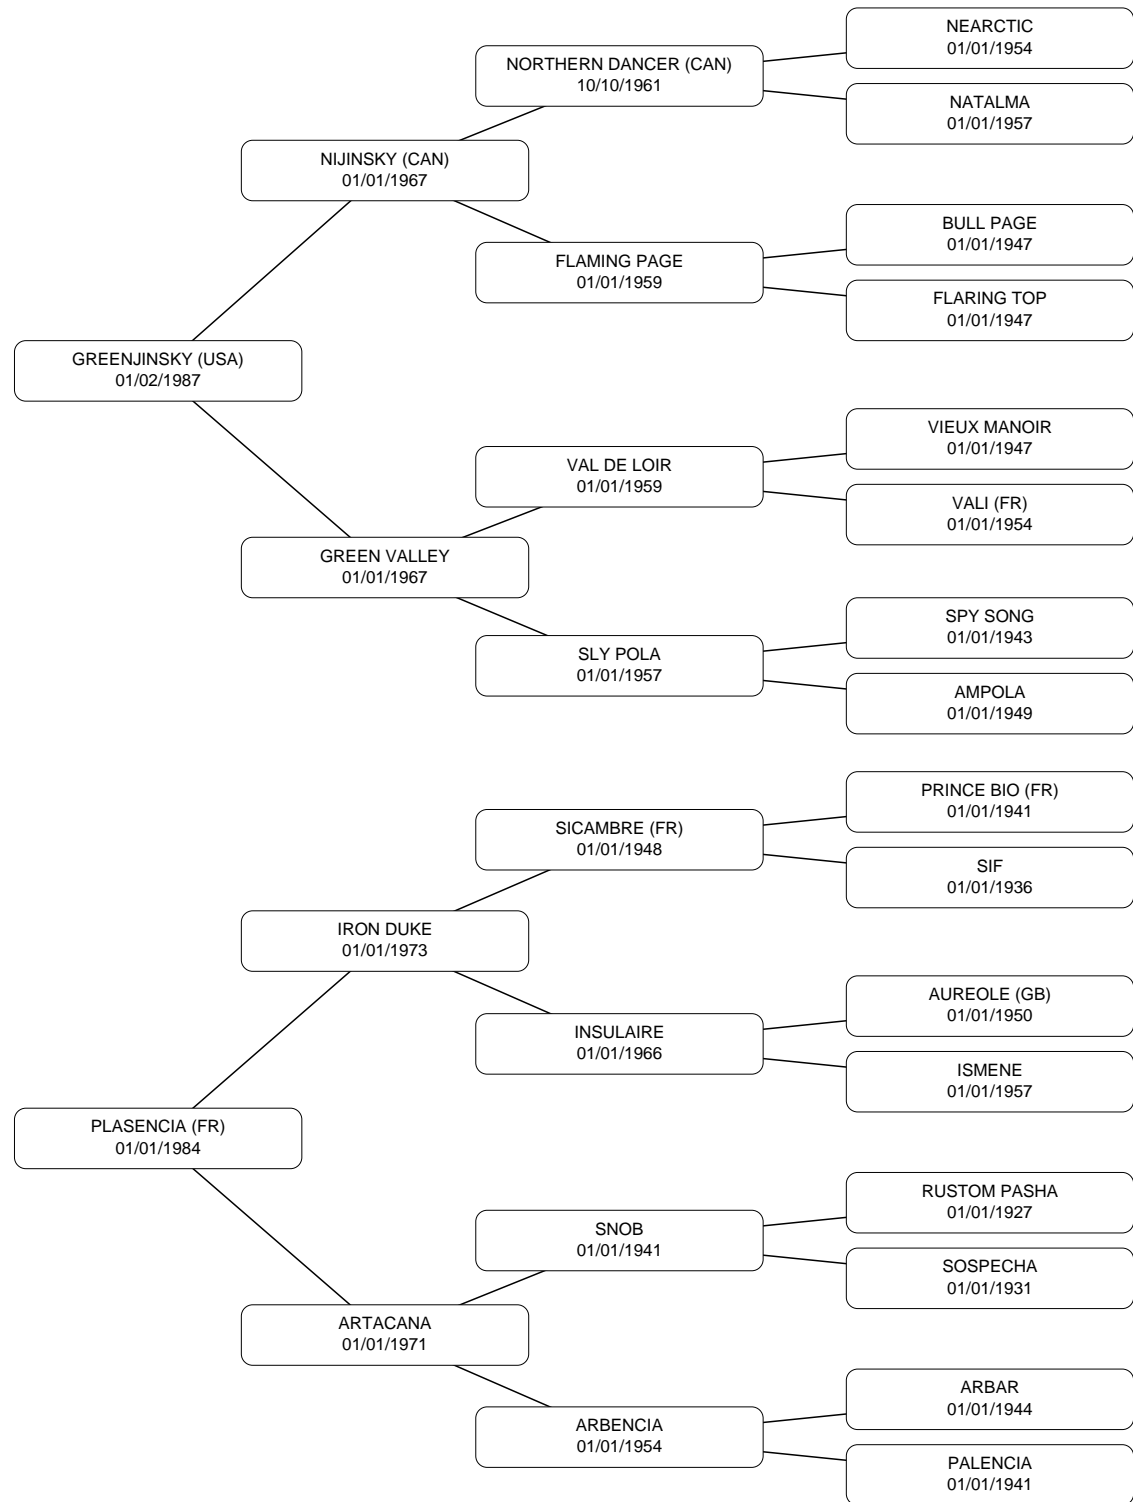 NEARCTIC
01/01/1954
NORTHERN DANCER (CAN)
10/10/1961
NATALMA
01/01/1957
NIJINSKY (CAN)
01/01/1967
BULL PAGE
01/01/1947
FLAMING PAGE
01/01/1959
FLARING TOP
01/01/1947
GREENJINSKY (USA)
01/02/1987
VIEUX MANOIR
01/01/1947
VAL DE LOIR
01/01/1959
VALI (FR)
01/01/1954
GREEN VALLEY
01/01/1967
SPY SONG
01/01/1943
SLY POLA
01/01/1957
AMPOLA
01/01/1949
PRINCE BIO (FR)
01/01/1941
SICAMBRE (FR)
01/01/1948
SIF
01/01/1936
IRON DUKE
01/01/1973
AUREOLE (GB)
01/01/1950
INSULAIRE
01/01/1966
ISMENE
01/01/1957
PLASENCIA (FR)
01/01/1984
RUSTOM PASHA
01/01/1927
SNOB
01/01/1941
SOSPECHA
01/01/1931
ARTACANA
01/01/1971
ARBAR
01/01/1944
ARBENCIA
01/01/1954
PALENCIA
01/01/1941